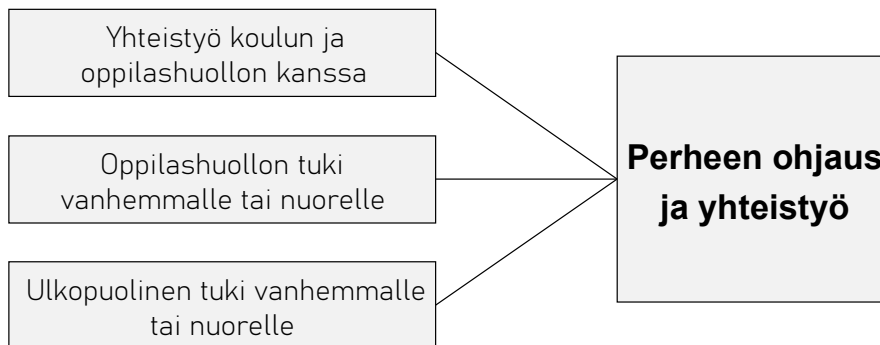 Yhteistyö koulun ja
oppilashuollon kanssa
Oppilashuollon tuki
vanhemmalle tai nuorelle
Ulkopuolinen tuki vanhemmalle
tai nuorelle
Perheen ohjaus
ja yhteistyö